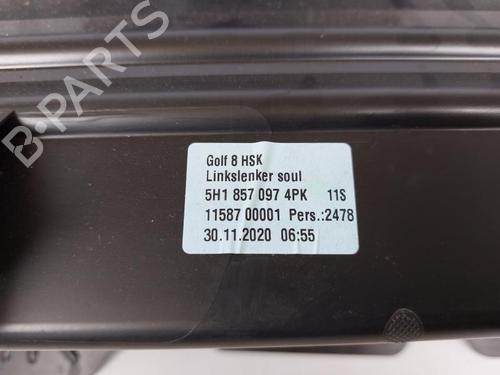 B-PARTS
Golf 8 HSK
Linkslenker soul
5H1 857 097 4PK 11S
11587 00001 Pers.:2478
30.11.2020 06:55